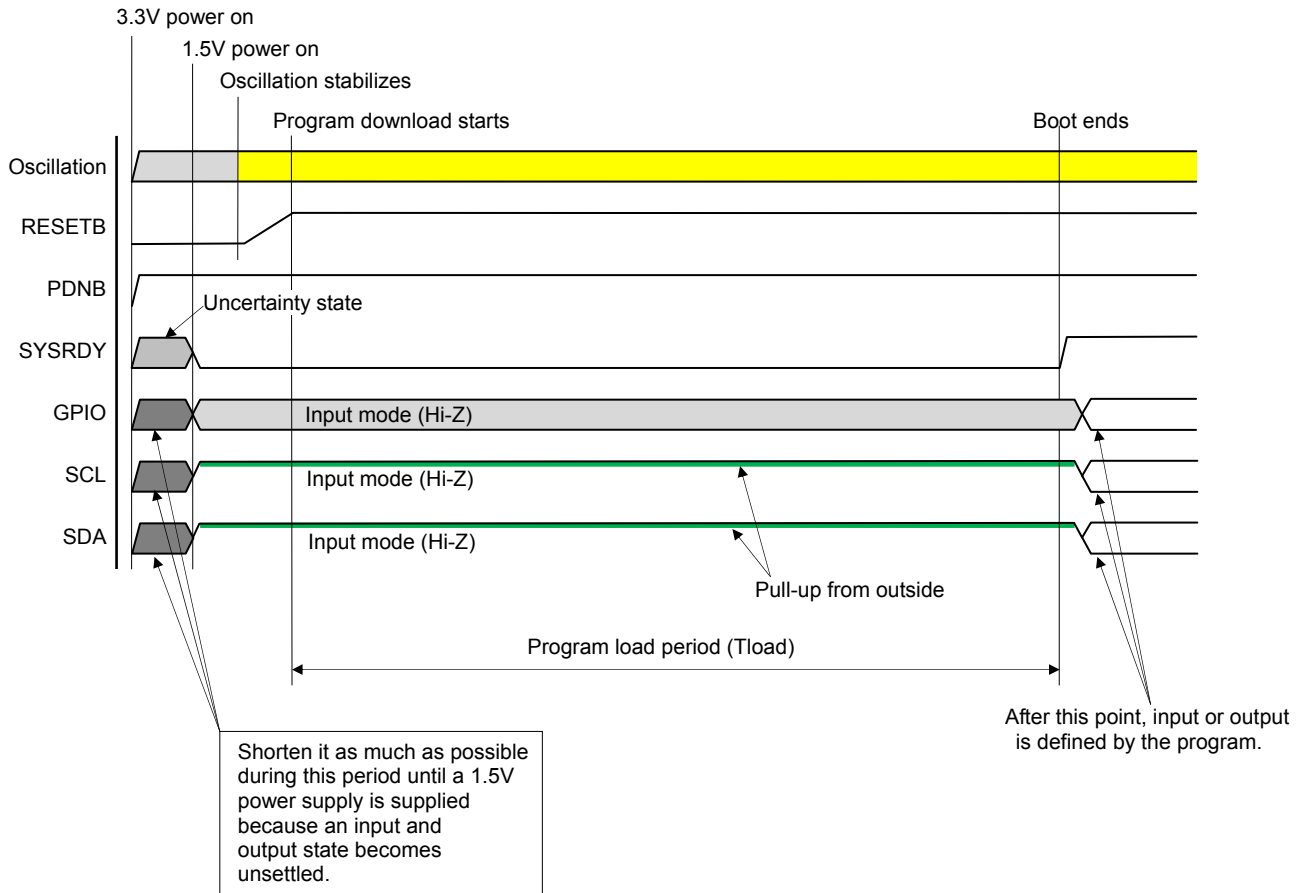 3.3V power on
1.5V power on
Oscillation stabilizes
Program download starts
Boot ends
Oscillation
RESETB
PDNB
Uncertainty state
SYSRDY
GPIO
Input mode (Hi-Z)
SCL
Input mode (Hi-Z)
SDA
Input mode (Hi-Z)
Pull-up from outside
Program load period (Tload)
After this point, input or output
is defined by the program.
Shorten it as much as possible
during this period until a 1.5V
power supply is supplied
because an input and
output state becomes
unsettled.